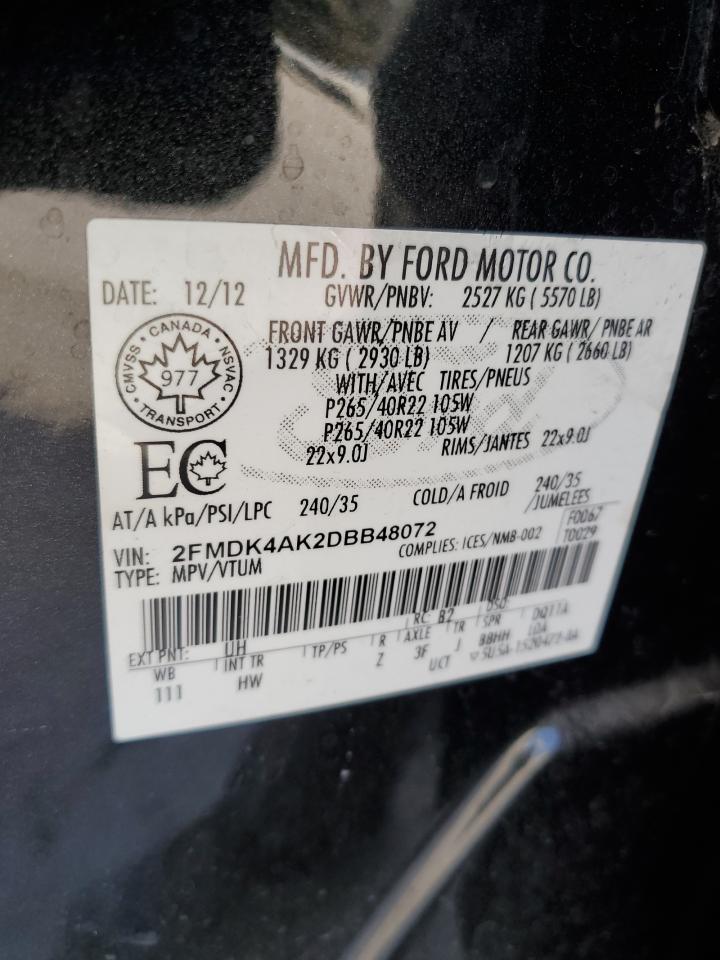 MFD. BY FORD MOTOR CO.
DATE: 12/12 GVWR/PNBV: 2527 KG ( 5570 LB)
FRONT GAWR/PNBE AV / REAR GAWR/ PNBE AR
1329 KG ( 2930 LB) 1207 KG ( 2660 LB)
WITH/AVEC TIRES/PNEUS
P265/40R22 105W
P265/40R22 105W
22x9.0J RIMS/JANTES 22x9.0J
CANADA
CMVSS NSVAC
977
TRANSPORT
EC
AT/A kPa/PSI/LPC 240/35 COLD/A FROID 240/35
/JUMELEES
VIN: 2FMDK4AK2DBB48072 COMPLIES: ICES/NMB-002 F0067
TYPE: MPV/VTUM T0029
EXT PNT: UH RC: B2 DSO:
WB INT TR TP/PS R AXLE TR SPR
111 HW Z 3F J BBHH
UCT